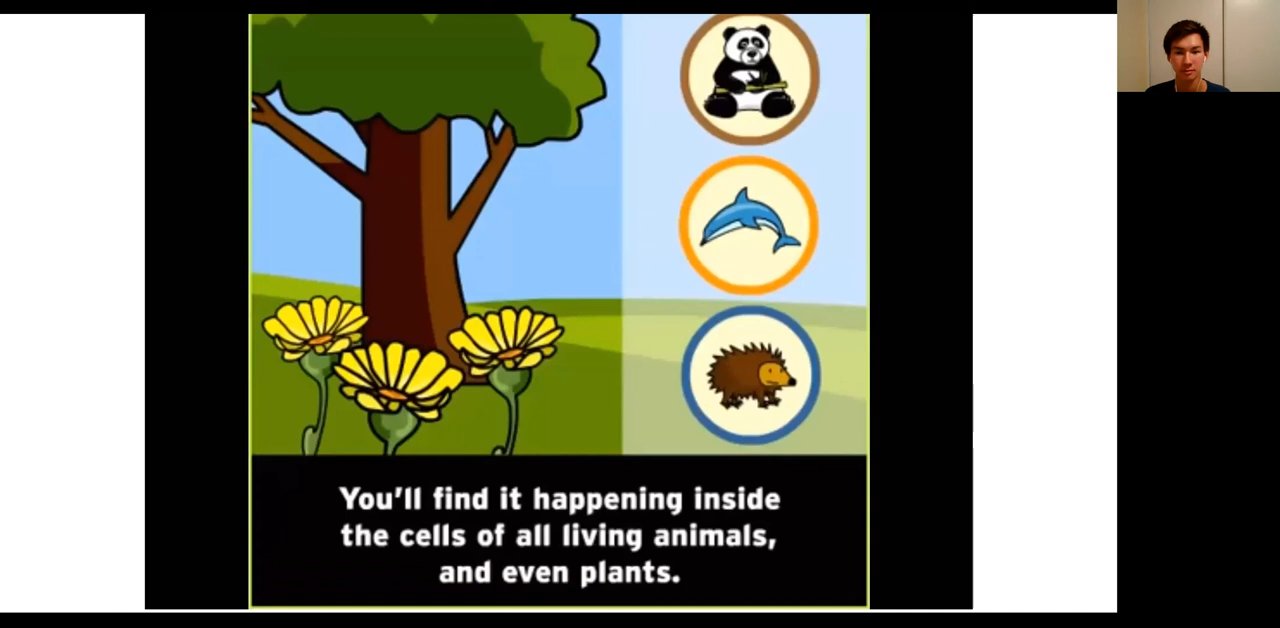 You'll find it happening inside
the cells of all living animals,
and even plants.